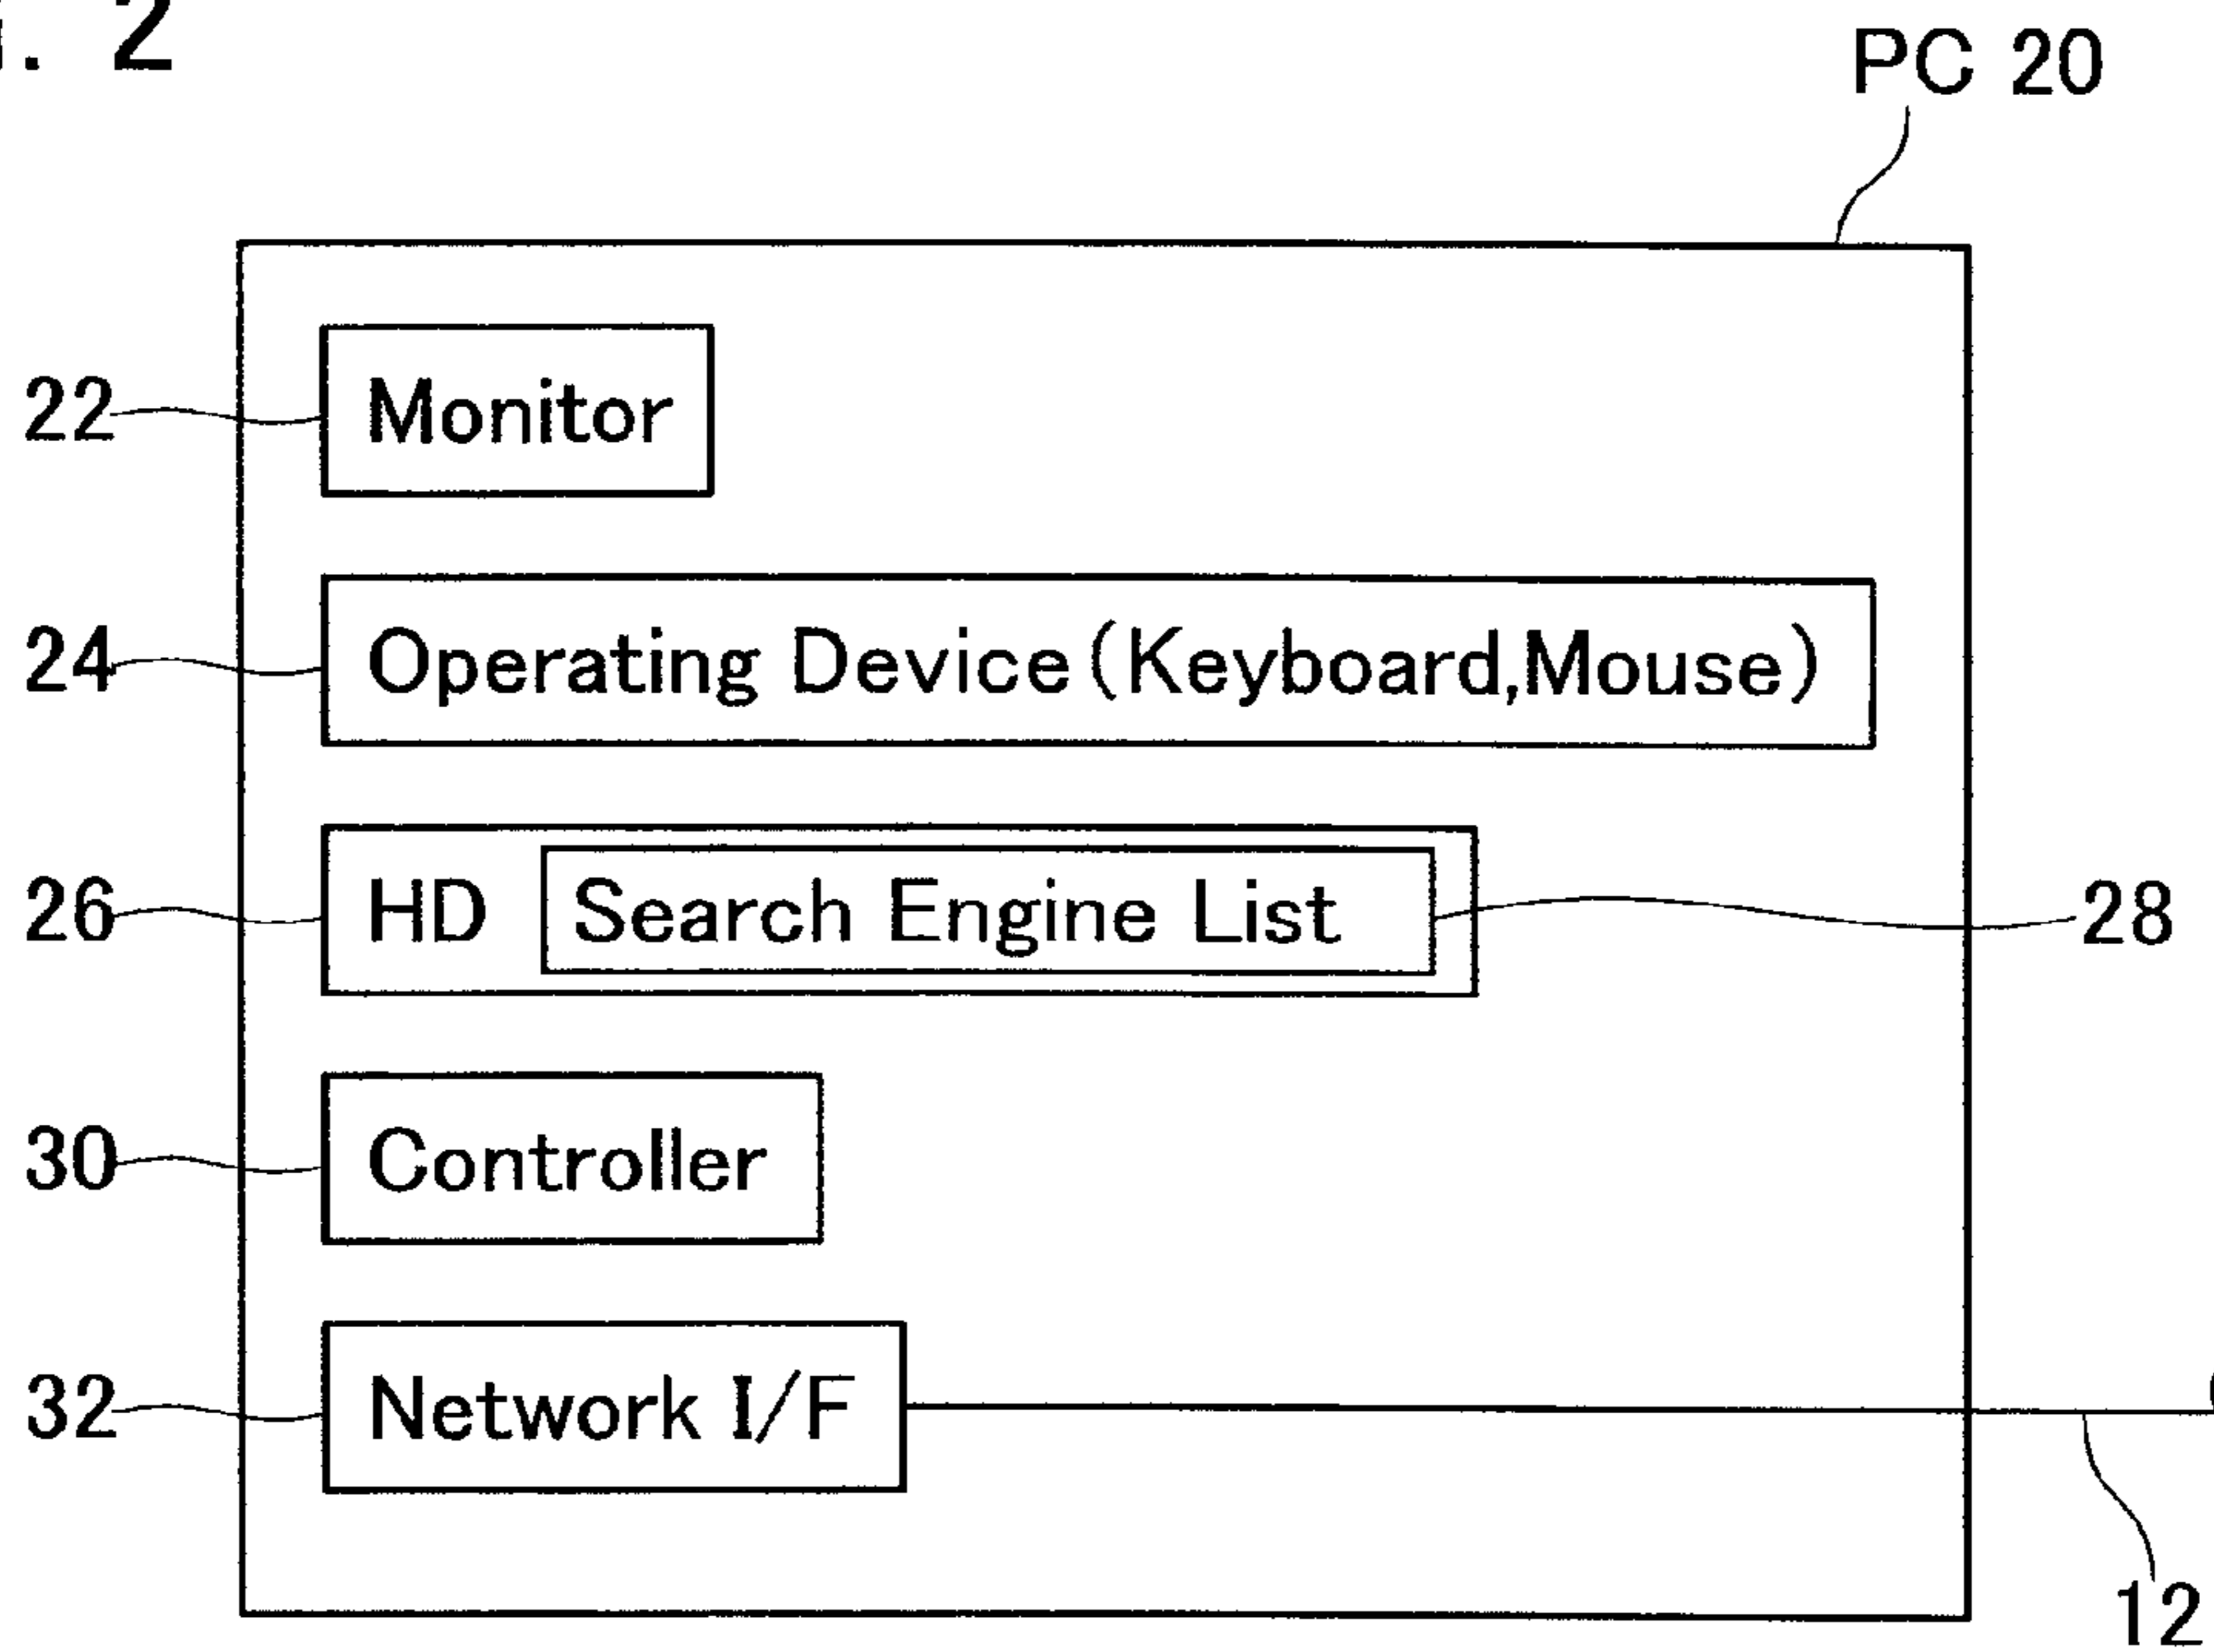 . 2
PC 20
22 Monitor
24 Operating Device (Keyboard,Mouse)
26 HD Search Engine List 28
30 Controller
32 Network I/F
12